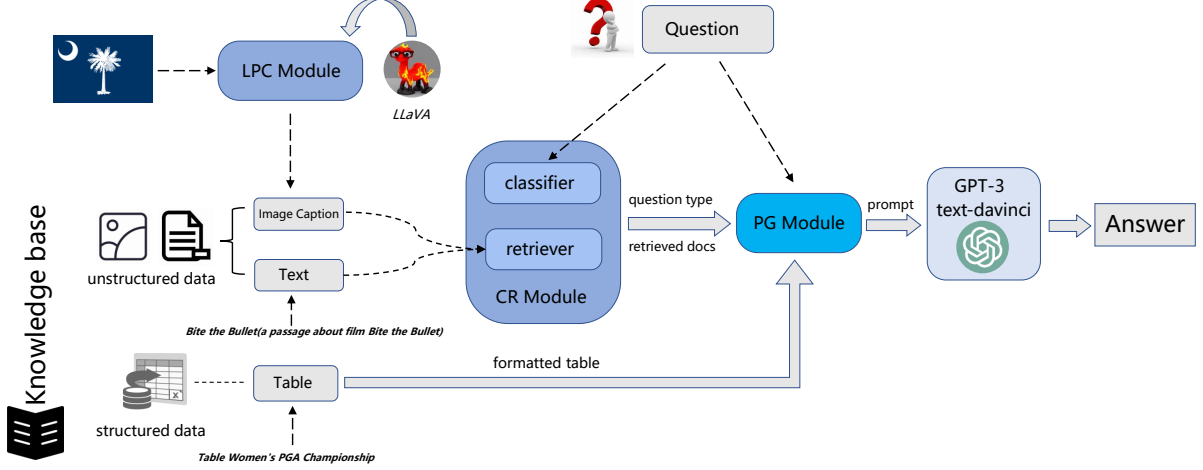 Question
LPC Module
LLaVA
classifier
retriever
CR Module
Image Caption
Text
unstructured data
Bite the Bullet(a passage about film Bite the Bullet)
question type
retrieved docs
PG Module
prompt
GPT-3
text-davinci
Answer
formatted table
Table
structured data
Table Women's PGA Championship
Knowledge base